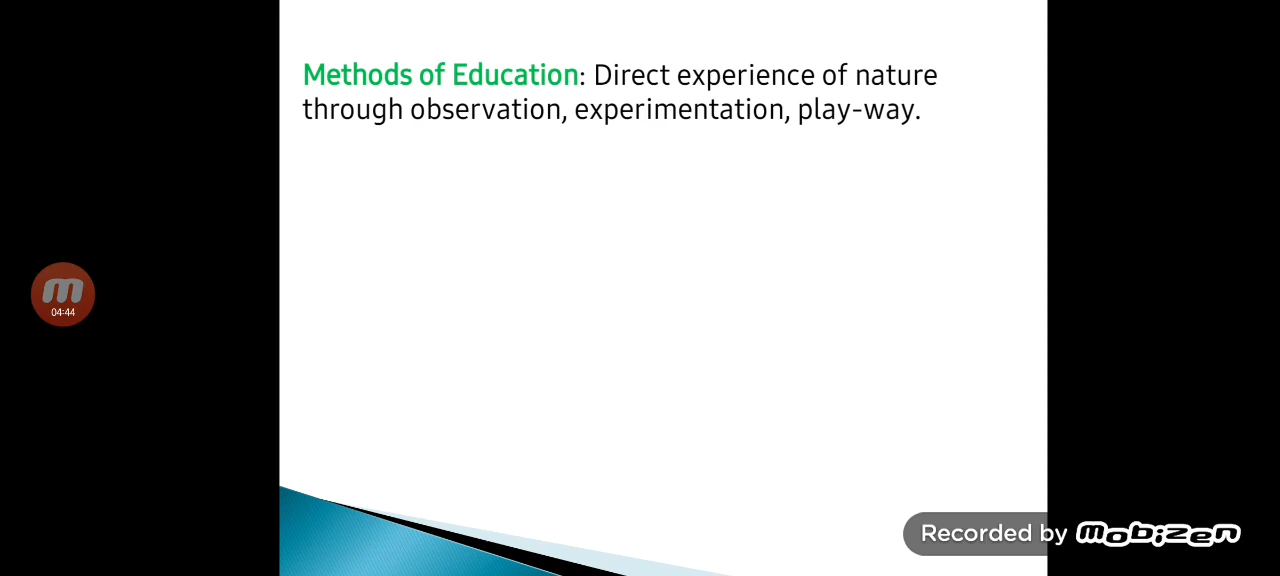 Methods of Education: Direct experience of nature
through observation, experimentation, play-way.
m
04:44
Recorded by mobizen